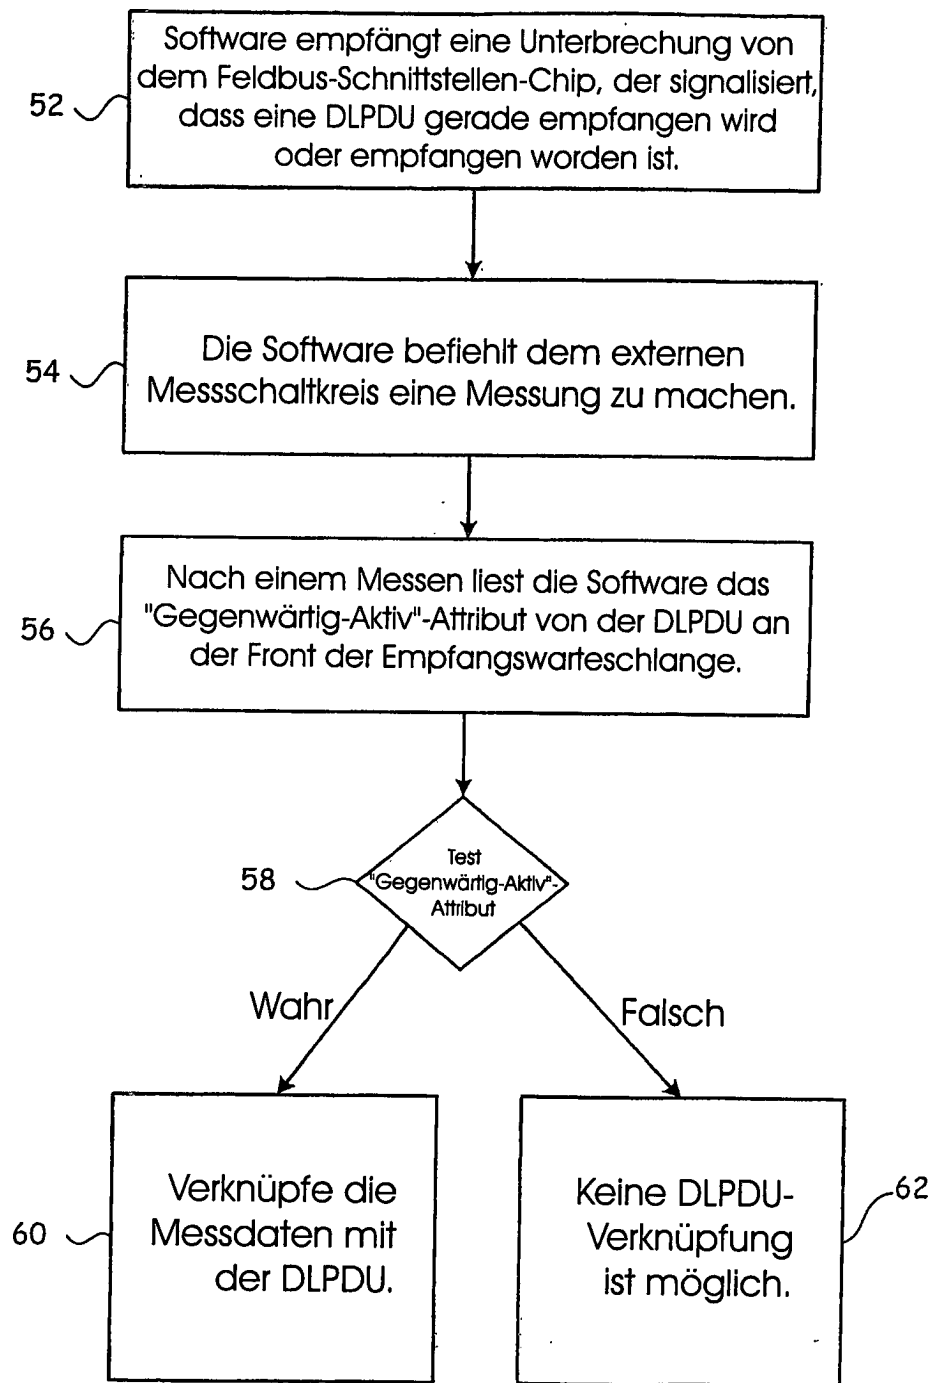 Software empfängt eine Unterbrechung von
dem Feldbus-Schnittstellen-Chip, der signalisiert,
dass eine DLPDU gerade empfangen wird
oder empfangen worden ist.
52
Die Software befiehlt dem externen
Messschaltkreis eine Messung zu machen.
54
Nach einem Messen liest die Software das
"Gegenwärtig-Aktiv"-Attribut von der DLPDU an
der Front der Empfangswarteschlange.
56
Test
"Gegenwärtig-Aktiv"-
Attribut
58
Wahr
Falsch
Verknüpfe die
Messdaten mit
der DLPDU.
60
Keine DLPDU-
Verknüpfung
ist möglich.
62